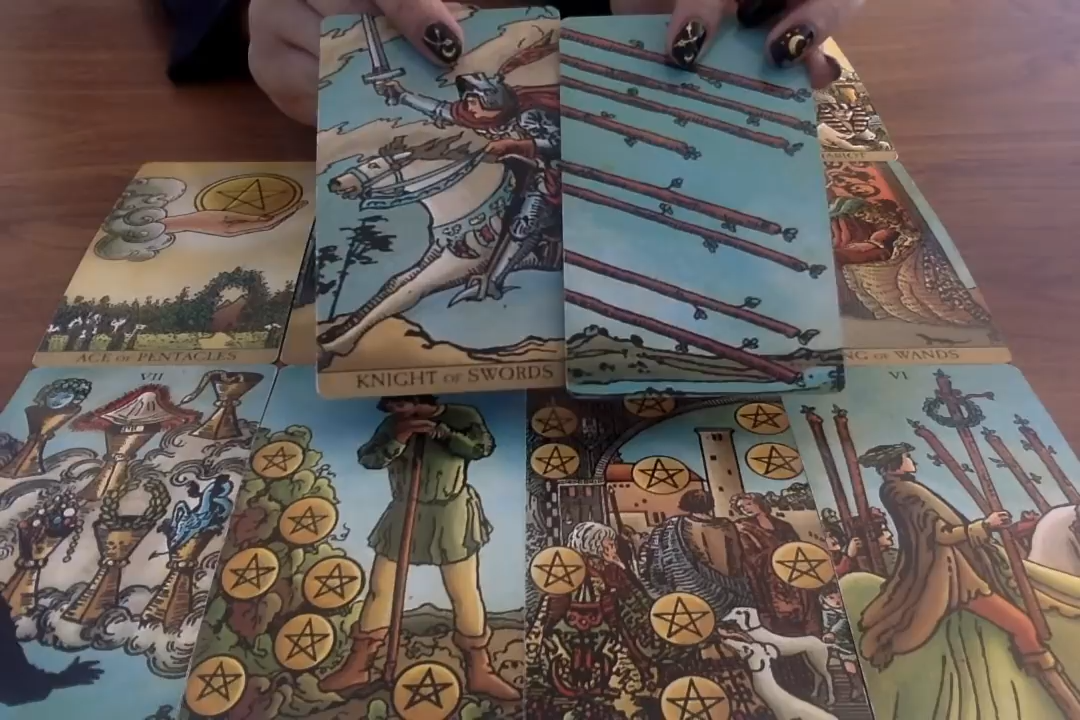 ACE OF PENTACLES
KNIGHT OF SWORDS
NG OF WANDS
VII
VI